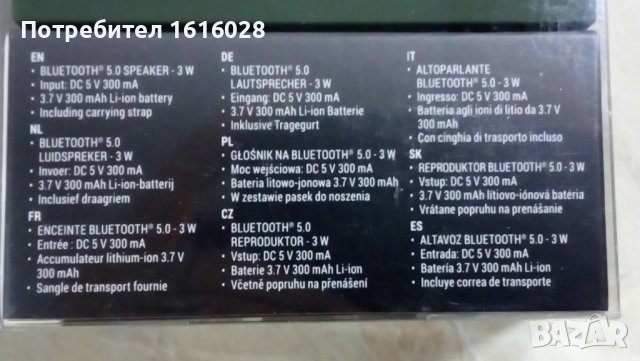 Потребител 1616028
EN
• BLUETOOTH® 5.0 SPEAKER - 3 W
• Input: DC 5 V 300 mA
• 3.7 V 300 mAh Li-ion battery
• Including carrying strap
NL
• BLUETOOTH® 5.0
LUIDSPREKER - 3 W
• Invoer: DC 5 V 300 mA
• 3.7 V 300 mAh Li-ion-batterij
• Inclusief draagriem
FR
• ENCEINTE BLUETOOTH® 5.0 - 3 W
• Entrée : DC 5 V 300 mA
• Accumulateur lithium-ion 3.7 V
300 mAh
• Sangle de transport fournie
DE
• BLUETOOTH® 5.0
LAUTSPRECHER - 3 W
• Eingang: DC 5 V 300 mA
• 3.7 V 300 mAh Li-ion Batterie
• Inklusive Tragegurt
PL
• GŁOŚNIK NA BLUETOOTH® 5.0 - 3 W
• Moc wejściowa: DC 5 V 300 mA
• Bateria litowo-jonowa 3.7 V 300 mAh
• W zestawie pasek do noszenia
CZ
• BLUETOOTH® 5.0
REPRODUKTOR - 3 W
• Vstup: DC 5 V 300 mA
• Baterie 3.7 V 300 mAh Li-ion
• Včetně popruhu na přenášení
IT
• ALTOPARLANTE
BLUETOOTH® 5.0 - 3 W
• Ingresso: DC 5 V 300 mA
• Batteria agli ioni di litio da 3.7 V
300 mAh
• Con cinghia di trasporto incluso
SK
• REPRODUKTOR BLUETOOTH® 5.0 - 3 W
• Vstup: DC 5 V 300 mA
• 3.7 V 300 mAh lítiovo-iónová batéria
• Vrátane popruhu na prenášanie
ES
• ALTAVOZ BLUETOOTH® 5.0 - 3 W
• Entrada: DC 5 V 300 mA
• Batería 3.7 V 300 mAh Li-ion
• Incluye correa de transporte
BAZAR